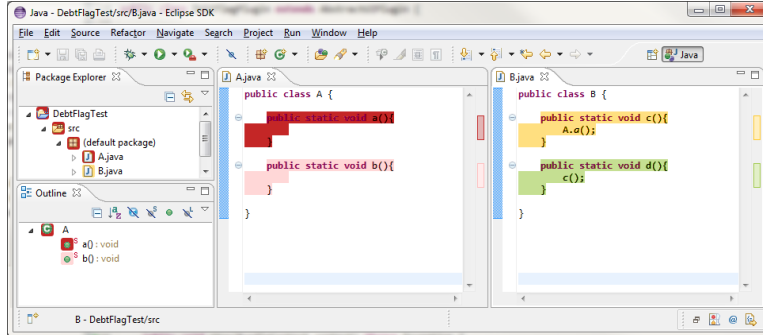 Java - DebtFlagTest/src/B.java - Eclipse SDK
File Edit Source Refactor Navigate Search Project Run Window Help
Java
Package Explorer
DebtFlagTest
src
(default package)
A.java
B.java
Outline
A
a() : void
b() : void
A.java
public class A {
public static void a(){
}
public static void b(){
}
}
B.java
public class B {
public static void c(){
A.a();
}
public static void d(){
c();
}
}
B - DebtFlagTest/src